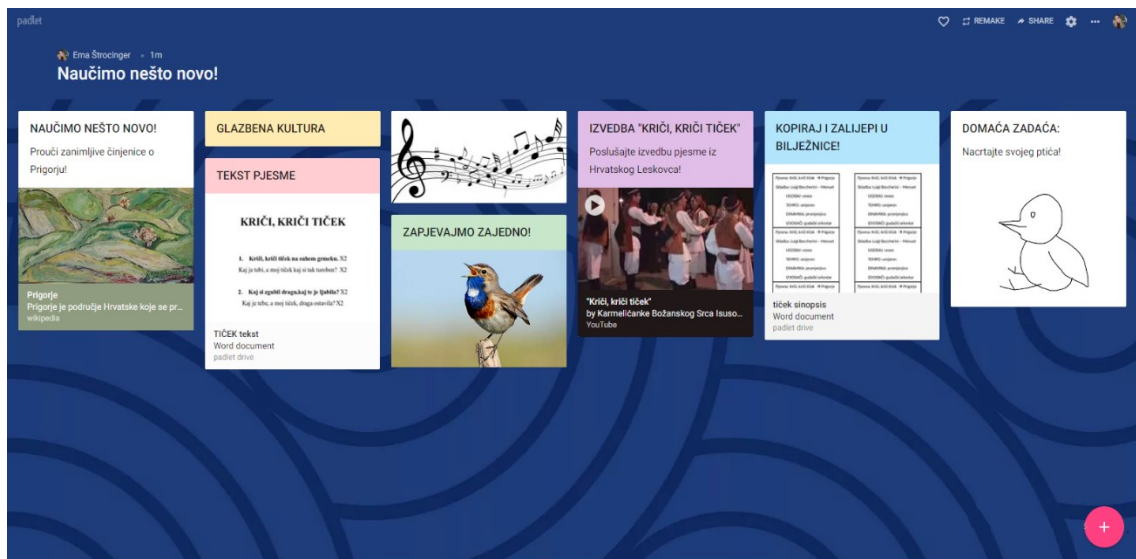 padlet
REMAKE
SHARE
Ema Štrocinger 1m
Naučimo nešto novo!
NAUČIMO NEŠTO NOVO!
Prouči zanimljive činjenice o
Prigorju!
Prigorje
Prigorje je područje Hrvatske koje se pr...
wikipedia
GLAZBENA KULTURA
TEKST PJESME
KRIČI, KRIČI TIČEK
1. Kriči, kriči tiček na suhem grmeku. X2
Kaj je tebi, a moj tiček kaj si tak turoben? X2
2. Kaj si zgubil dragu, kaj te je ljubila? X2
Kaj je tebi, a moj tiček, draga ostavila? X2
TIČEK tekst
Word document
padlet drive
ZAPJEVAJMO ZAJEDNO!
IZVEDBA "KRIČI, KRIČI TIČEK"
Poslušajte izvedbu pjesme iz
Hrvatskog Leskovca!
"Kriči, kriči tiček"
by Karmelićanke Božanskog Srca Isuso...
YouTube
KOPIRAJ I ZALIJEPI U
BILJEŽNICE!
tiček sinopsis
Word document
padlet drive
DOMAĆA ZADAĆA:
Nacrtajte svojeg ptića!